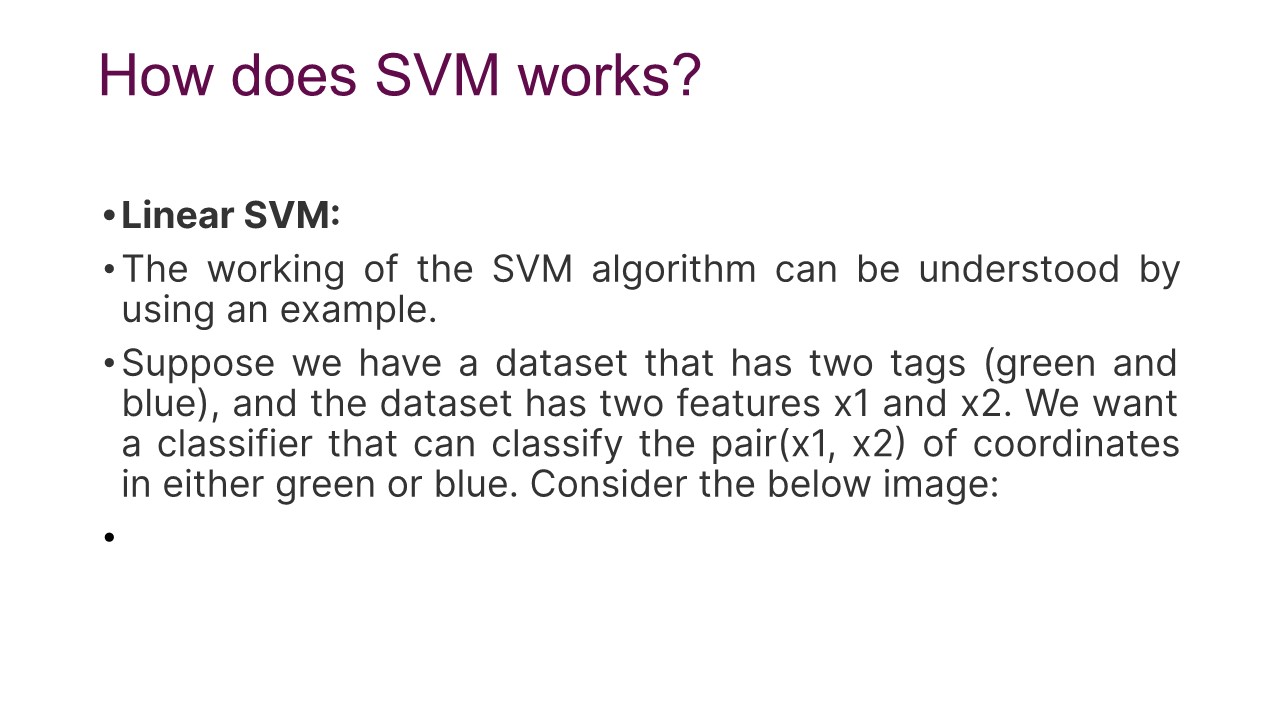 How does SVM works?
• Linear SVM:
• The working of the SVM algorithm can be understood by
using an example.
• Suppose we have a dataset that has two tags (green and
blue), and the dataset has two features x1 and x2. We want
a classifier that can classify the pair(x1, x2) of coordinates
in either green or blue. Consider the below image:
•